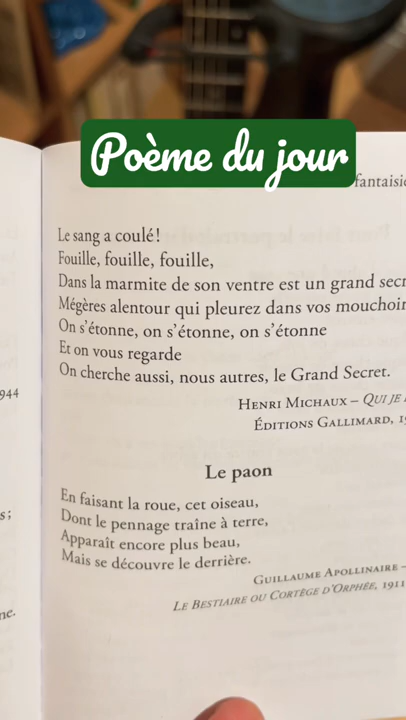 Poème du jour
fantaisie
944
s;
ne.
Le sang a coulé!
Fouille, fouille, fouille,
Dans la marmite de son ventre est un grand secr
Mégères alentour qui pleurez dans vos mouchoir
On s'étonne, on s'étonne, on s'étonne
Et on vous regarde
On cherche aussi, nous autres, le Grand Secret.
Henri Michaux – Qui je
Éditions Gallimard, 19
Le paon
En faisant la roue, cet oiseau,
Dont le pennage traîne à terre,
Apparaît encore plus beau,
Mais se découvre le derrière.
Guillaume Apollinaire –
Le Bestiaire ou Cortège d'Orphée, 1911